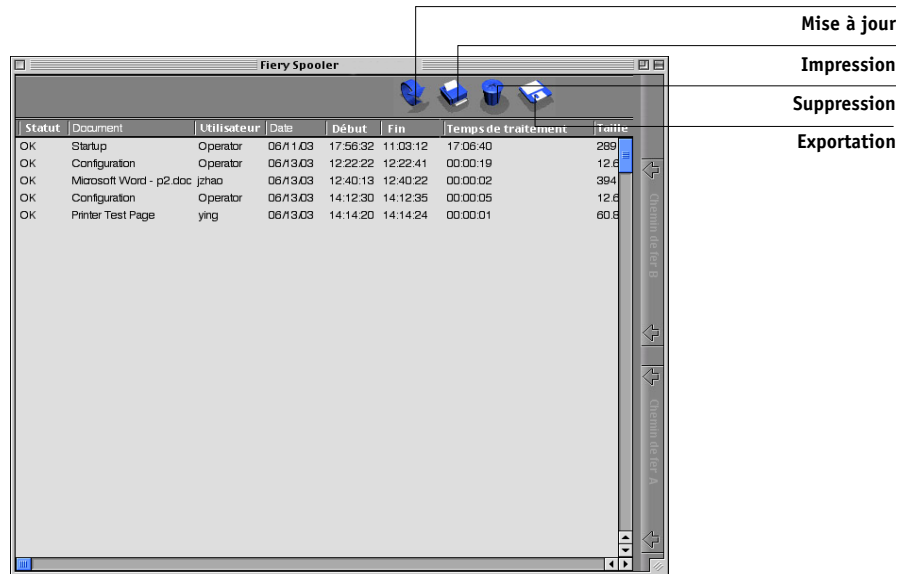 Mise à jour
Impression
Suppression
Exportation
Fiery Spooler
Statut Document Utilisateur Date Début Fin Temps de traitement Taille
OK Startup Operator 06/11/03 17:56:32 11:03:12 17:06:40 289
OK Configuration Operator 06/13/03 12:22:22 12:22:41 00:00:19 12.6
OK Microsoft Word - p2.doc jzhao 06/13/03 12:40:13 12:40:22 00:00:02 394
OK Configuration Operator 06/13/03 14:12:30 14:12:35 00:00:05 12.6
OK Printer Test Page ying 06/13/03 14:14:20 14:14:24 00:00:01 60.8
Chemin de fer B
Chemin de fer A